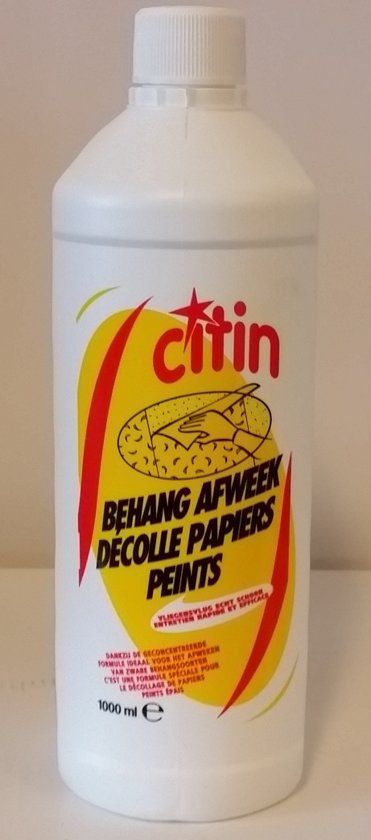 citin
BEHANG AFWEEK
DÉCOLLE PAPIERS
PEINTS
VLIEGENSVLUG ECHT SCHOON
ENTRETIEN RAPIDE ET EFFICACE
DANKZIJ DE GECONCENTREERDE
FORMULE IDEAAL VOOR HET AFWEKEN
VAN ZWARE BEHANGSOORTEN
C'EST UNE FORMULE SPÉCIALE POUR
LE DÉCOLLAGE DE PAPIERS
PEINTS ÉPAIS
1000 ml ℮